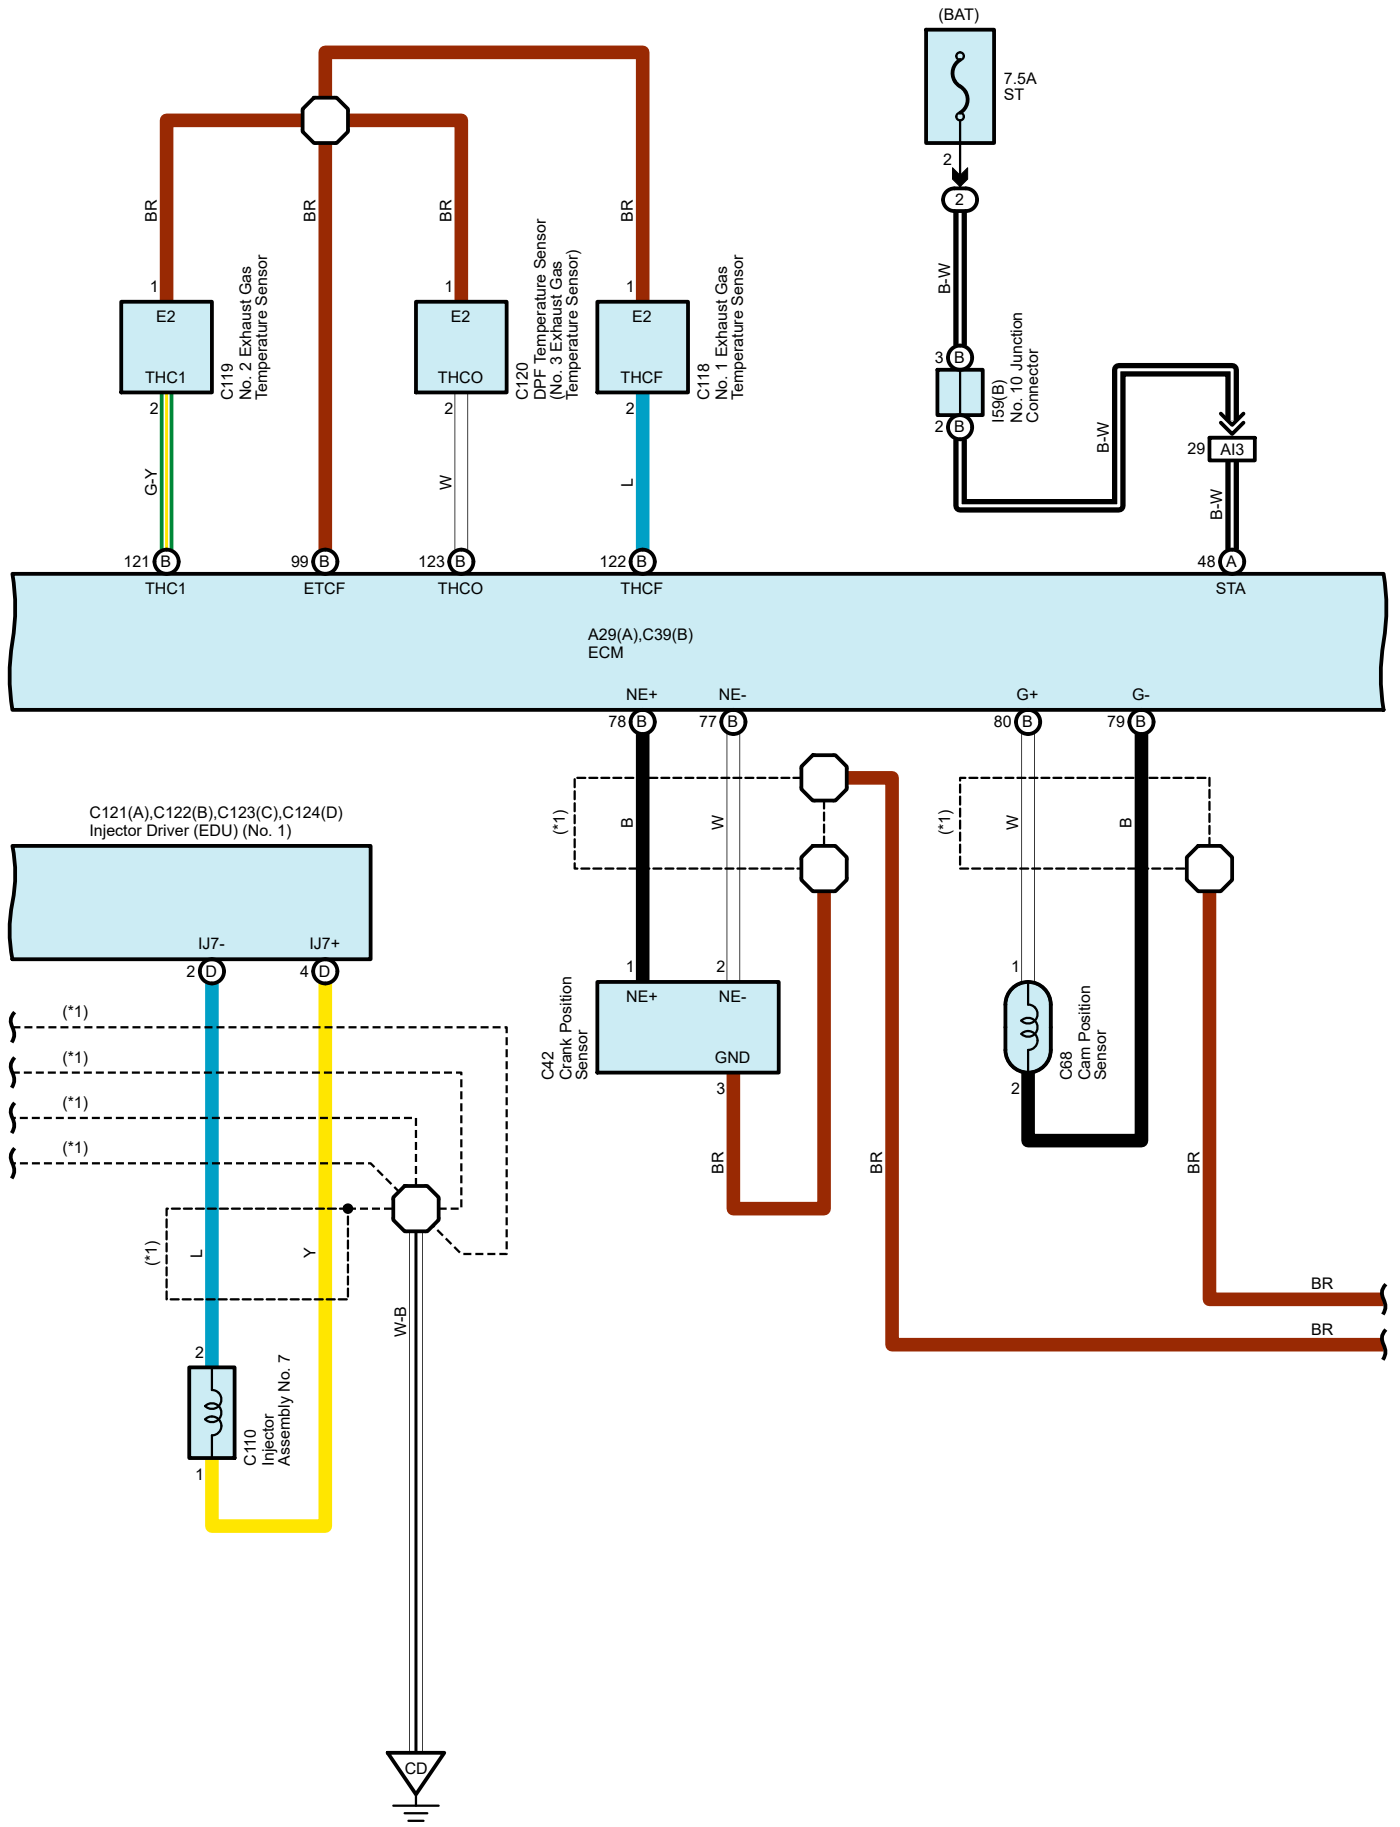 (BAT)
7.5A
ST
2
2
BR
BR
BR
BR
B-W
1
E2
THC1
2
C119
No. 2 Exhaust Gas
Temperature Sensor
1
E2
THCO
2
C120
DPF Temperature Sensor
(No. 3 Exhaust Gas
Temperature Sensor)
1
E2
THCF
2
C118
No. 1 Exhaust Gas
Temperature Sensor
3 B
2 B
I59(B)
No. 10 Junction
Connector
B-W
29 AI3
B-W
G-Y
W
L
121 B
99 B
123 B
122 B
48 A
THC1
ETCF
THCO
THCF
STA
A29(A),C39(B)
ECM
NE+
NE-
G+
G-
78 B
77 B
80 B
79 B
C121(A),C122(B),C123(C),C124(D)
Injector Driver (EDU) (No. 1)
IJ7-
IJ7+
2 D
4 D
(*1)
B
W
(*1)
W
B
1
2
NE+
NE-
GND
3
C42
Crank Position
Sensor
1
2
C68
Cam Position
Sensor
(*1)
(*1)
(*1)
(*1)
BR
BR
BR
(*1)
L
Y
W-B
BR
BR
2
1
C110
Injector
Assembly No. 7
CD